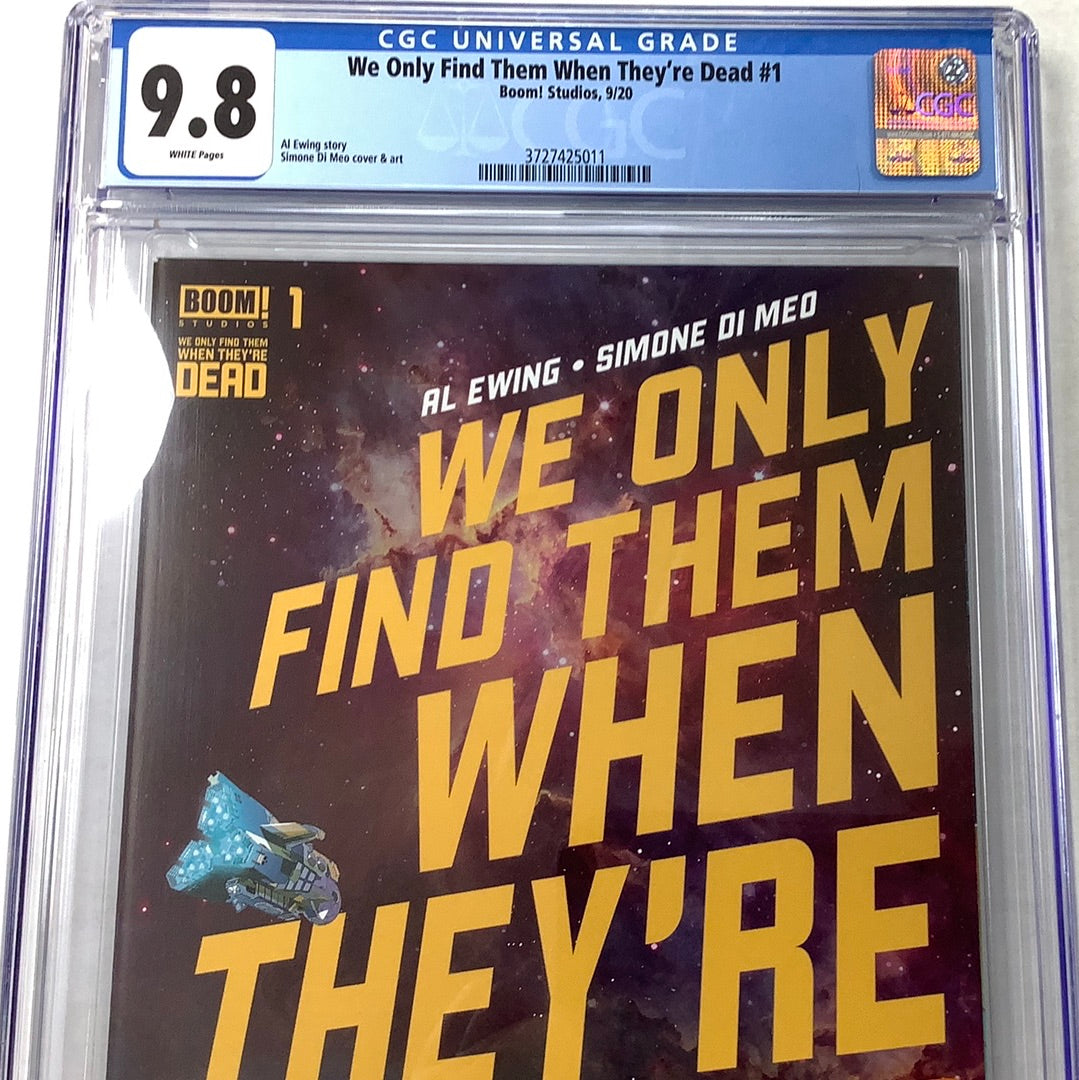 CGC UNIVERSAL GRADE
9.8
WHITE Pages
We Only Find Them When They're Dead #1
Boom! Studios, 9/20
Al Ewing story
Simone Di Meo cover & art
3727425011
CGC
CGC
BOOM!
STUDIOS
1
WE ONLY FIND THEM
WHEN THEY'RE
DEAD
AL EWING • SIMONE DI MEO
WE ONLY
FIND THEM
WHEN
THEY'RE